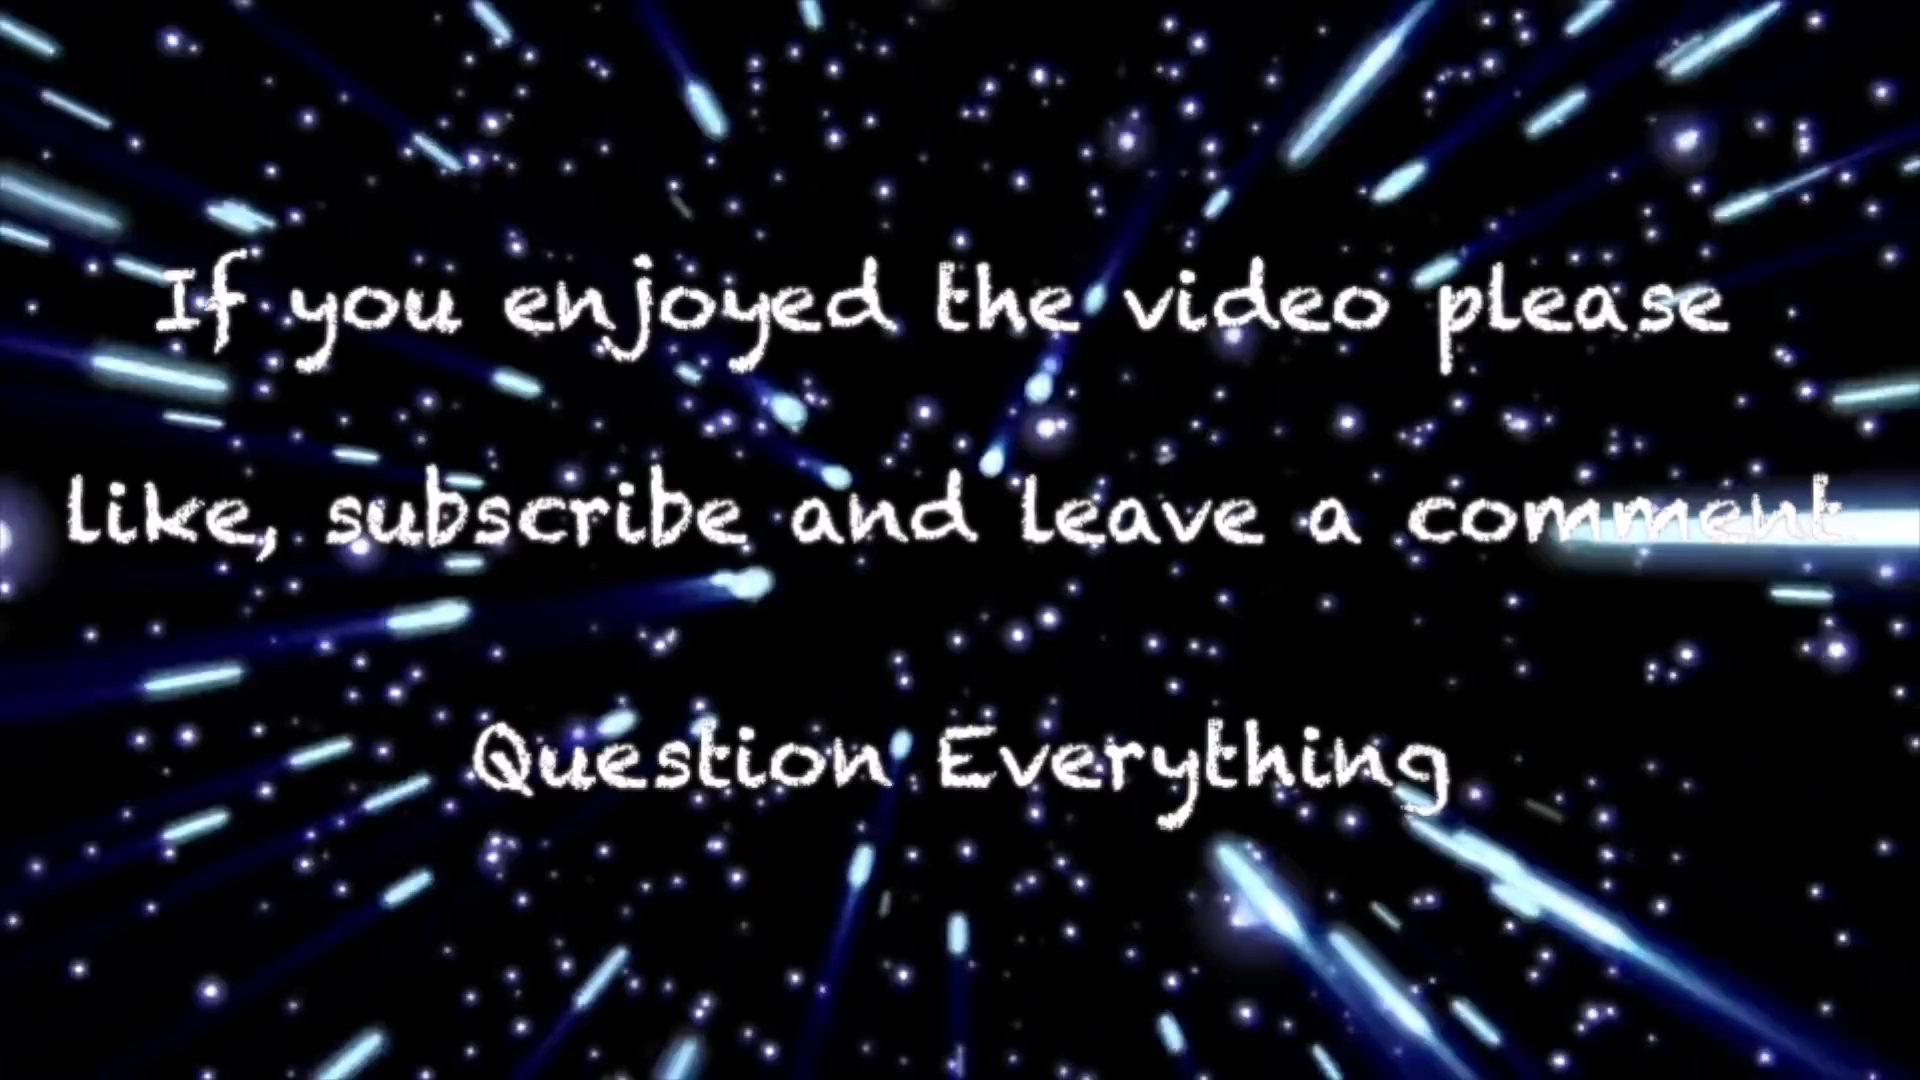 If you enjoyed the video please
like, subscribe and leave a comment
Question Everything